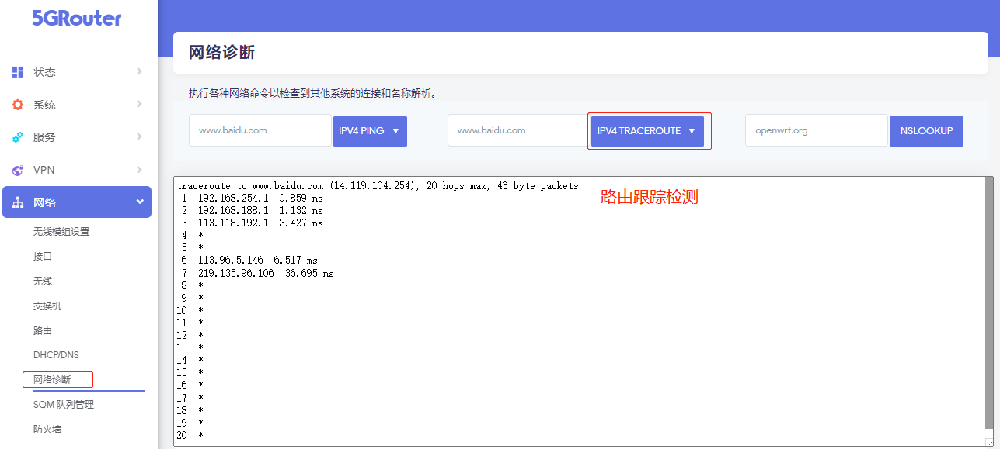 5GRouter
状态
系统
服务
VPN
网络
无线模组设置
接口
无线
交换机
路由
DHCP/DNS
网络诊断
SQM 队列管理
防火墙
网络诊断
执行各种网络命令以检查到其他系统的连接和名称解析。
www.baidu.com IPV4 PING www.baidu.com IPV4 TRACEROUTE openwrt.org NSLOOKUP
traceroute to www.baidu.com (14.119.104.254), 20 hops max, 46 byte packets
路由跟踪检测
1 192.168.254.1 0.859 ms
2 192.168.188.1 1.132 ms
3 113.118.192.1 3.427 ms
4 *
5 *
6 113.96.5.146 6.517 ms
7 219.135.96.106 36.695 ms
8 *
9 *
10 *
11 *
12 *
13 *
14 *
15 *
16 *
17 *
18 *
19 *
20 *